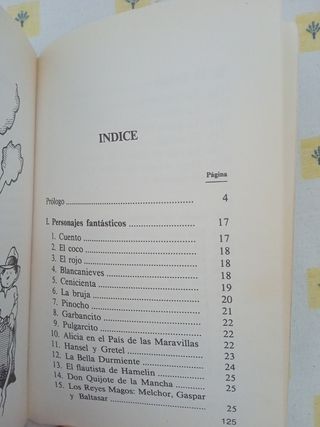 INDICE
Página
Prólogo ........................................ 4
I. Personajes fantásticos ........................ 17
1. Cuento ........................................ 17
2. El coco ........................................ 18
3. El rojo ........................................ 18
4. Blancanieves ................................ 18
5. Cenicienta .................................... 19
6. La bruja ...................................... 20
7. Pinocho ...................................... 21
8. Garbancito .................................. 22
9. Pulgarcito .................................... 22
10. Alicia en el País de las Maravillas 22
11. Hansel y Gretel ............................ 23
12. La Bella Durmiente ...................... 24
13. El flautista de Hamelin ................ 25
14. Don Quijote de la Mancha .......... 25
15. Los Reyes Magos: Melchor, Gaspar
y Baltasar .................................... 25
125